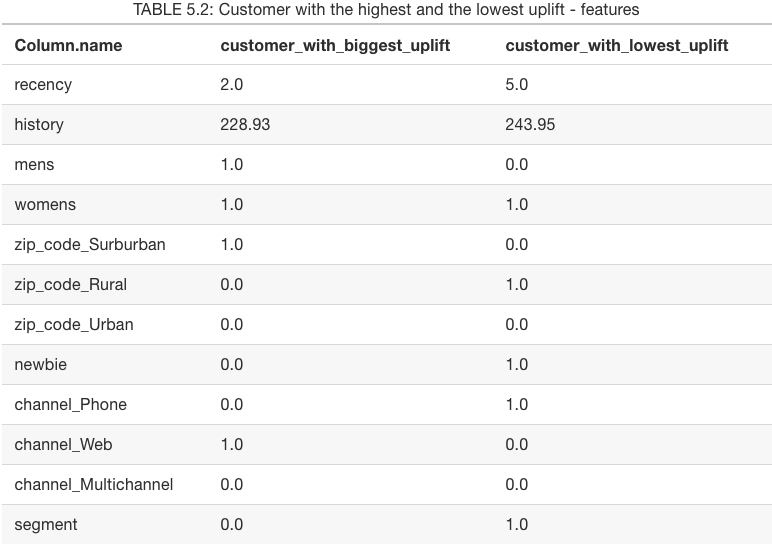 TABLE 5.2: Customer with the highest and the lowest uplift - features
Column.name customer_with_biggest_uplift customer_with_lowest_uplift
recency 2.0 5.0
history 228.93 243.95
mens 1.0 0.0
womens 1.0 1.0
zip_code_Surburban 1.0 0.0
zip_code_Rural 0.0 1.0
zip_code_Urban 0.0 0.0
newbie 0.0 1.0
channel_Phone 0.0 1.0
channel_Web 1.0 0.0
channel_Multichannel 0.0 0.0
segment 0.0 1.0